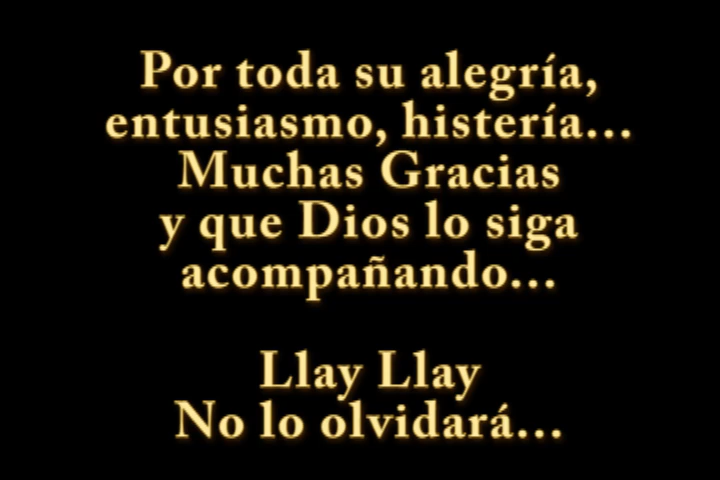 Por toda su alegría,
entusiasmo, histería...
Muchas Gracias
y que Dios lo siga
acompañando...
Llay Llay
No lo olvidará...